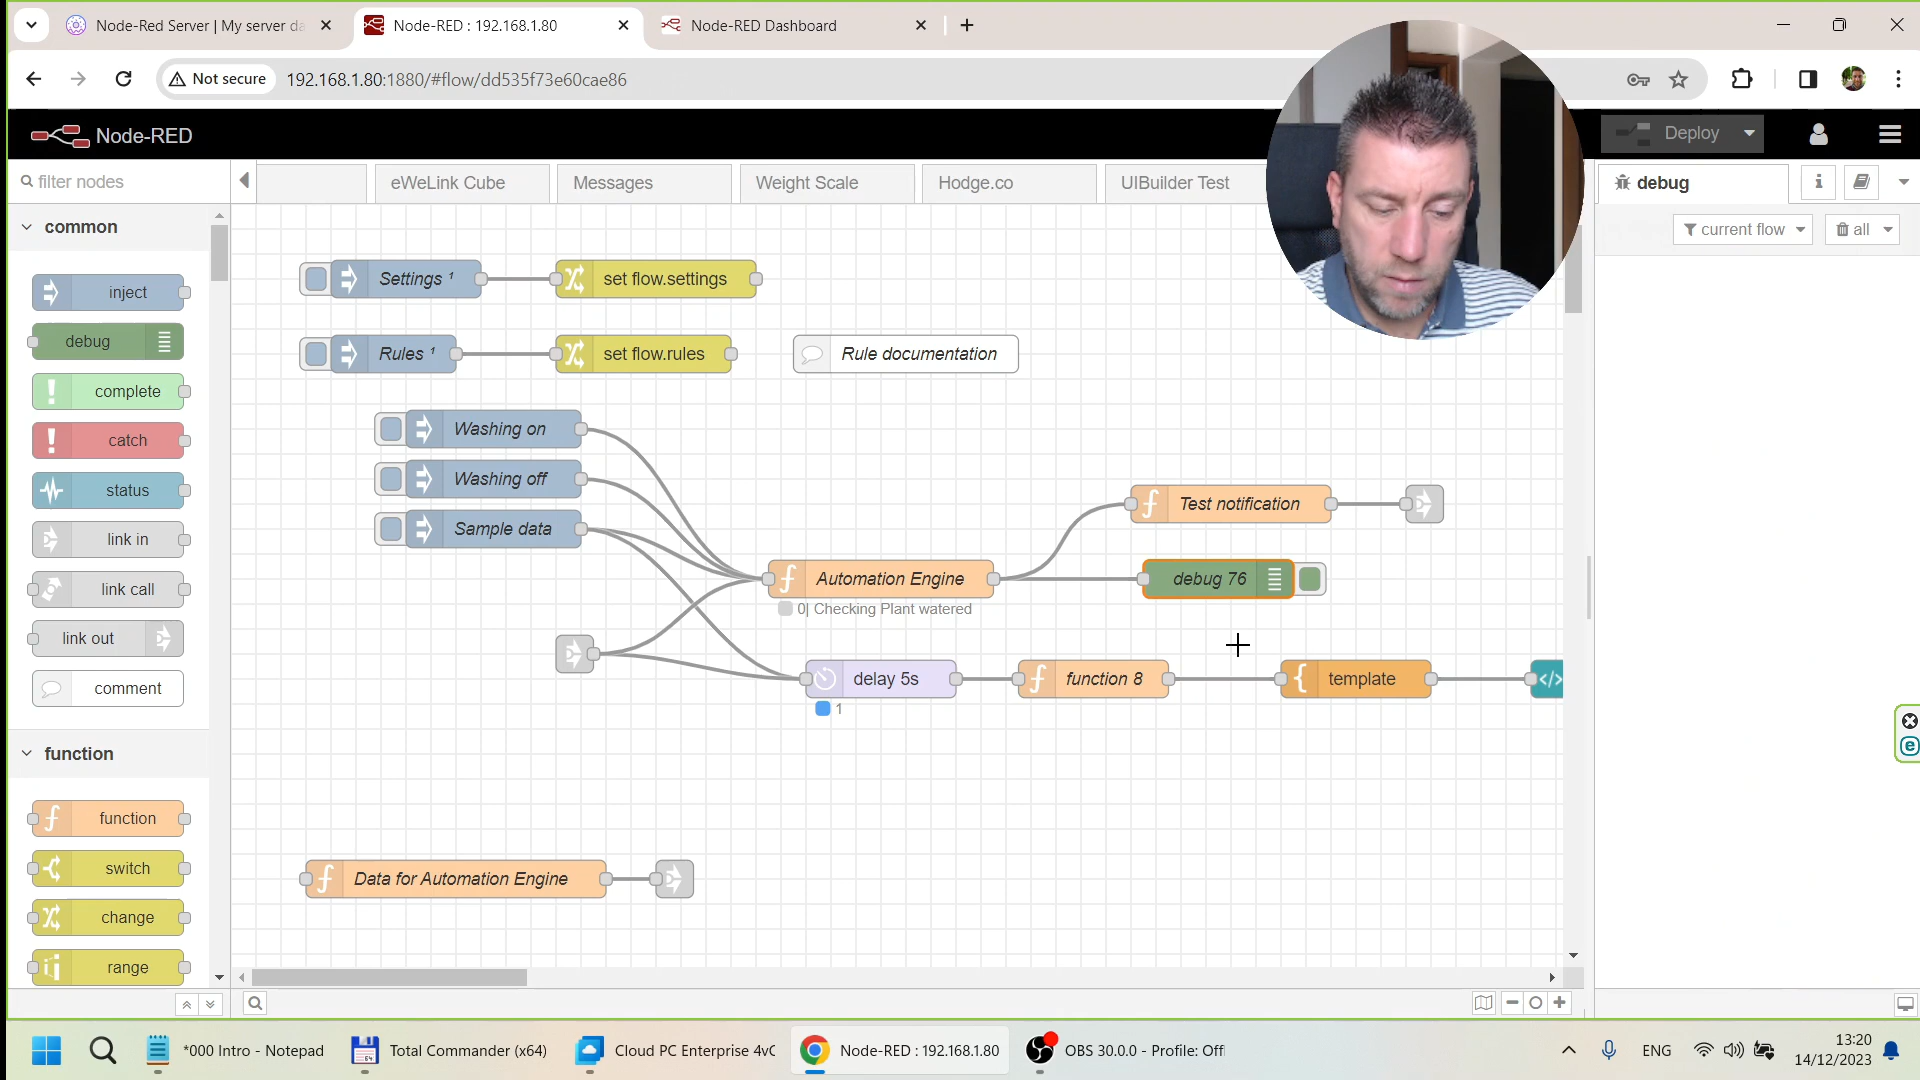 Node-Red Server | My server da
Node-RED : 192.168.1.80
Node-RED Dashboard
Not secure
192.168.1.80:1880/#flow/dd535f73e60cae86
Node-RED
Deploy
filter nodes
eWeLink Cube
Messages
Weight Scale
Hodge.co
UIBuilder Test
debug
i
current flow
all
common
inject
debug
complete
catch
status
link in
link call
link out
comment
function
function
switch
change
range
Settings ¹
set flow.settings
Rules ¹
set flow.rules
Rule documentation
Washing on
Washing off
Sample data
Test notification
Automation Engine
debug 76
0| Checking Plant watered
delay 5s
function 8
template
1
Data for Automation Engine
*000 Intro - Notepad
Total Commander (x64)
Cloud PC Enterprise 4vC
Node-RED : 192.168.1.80
OBS 30.0.0 - Profile: Off
ENG
13:20
14/12/2023